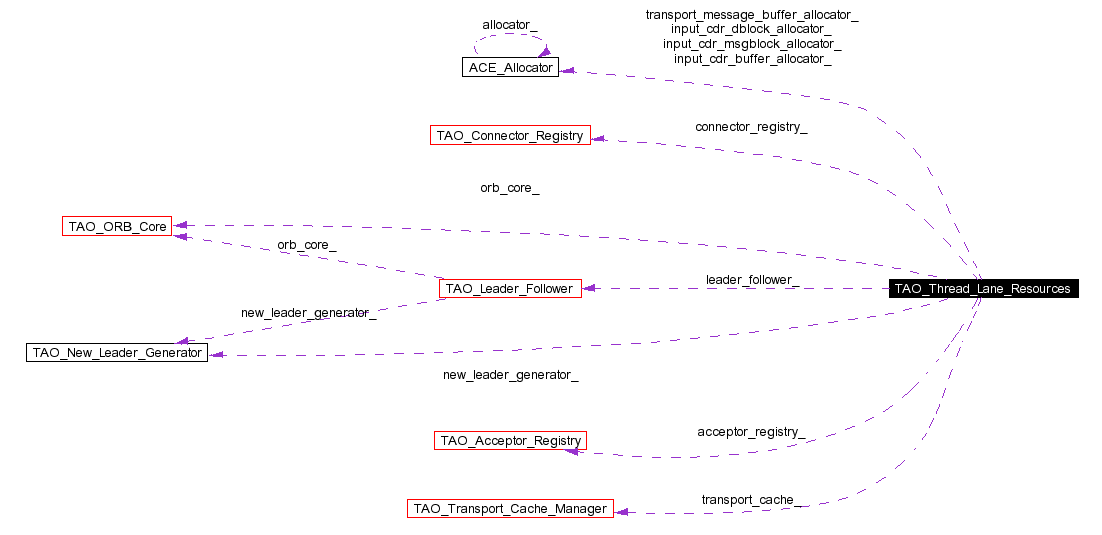 transport_message_buffer_allocator_
input_cdr_dblock_allocator_
input_cdr_msgblock_allocator_
input_cdr_buffer_allocator_
allocator_
ACE_Allocator
connector_registry_
TAO_Connector_Registry
orb_core_
TAO_ORB_Core
orb_core_
leader_follower_
TAO_Leader_Follower
TAO_Thread_Lane_Resources
new_leader_generator_
TAO_New_Leader_Generator
new_leader_generator_
acceptor_registry_
TAO_Acceptor_Registry
transport_cache_
TAO_Transport_Cache_Manager